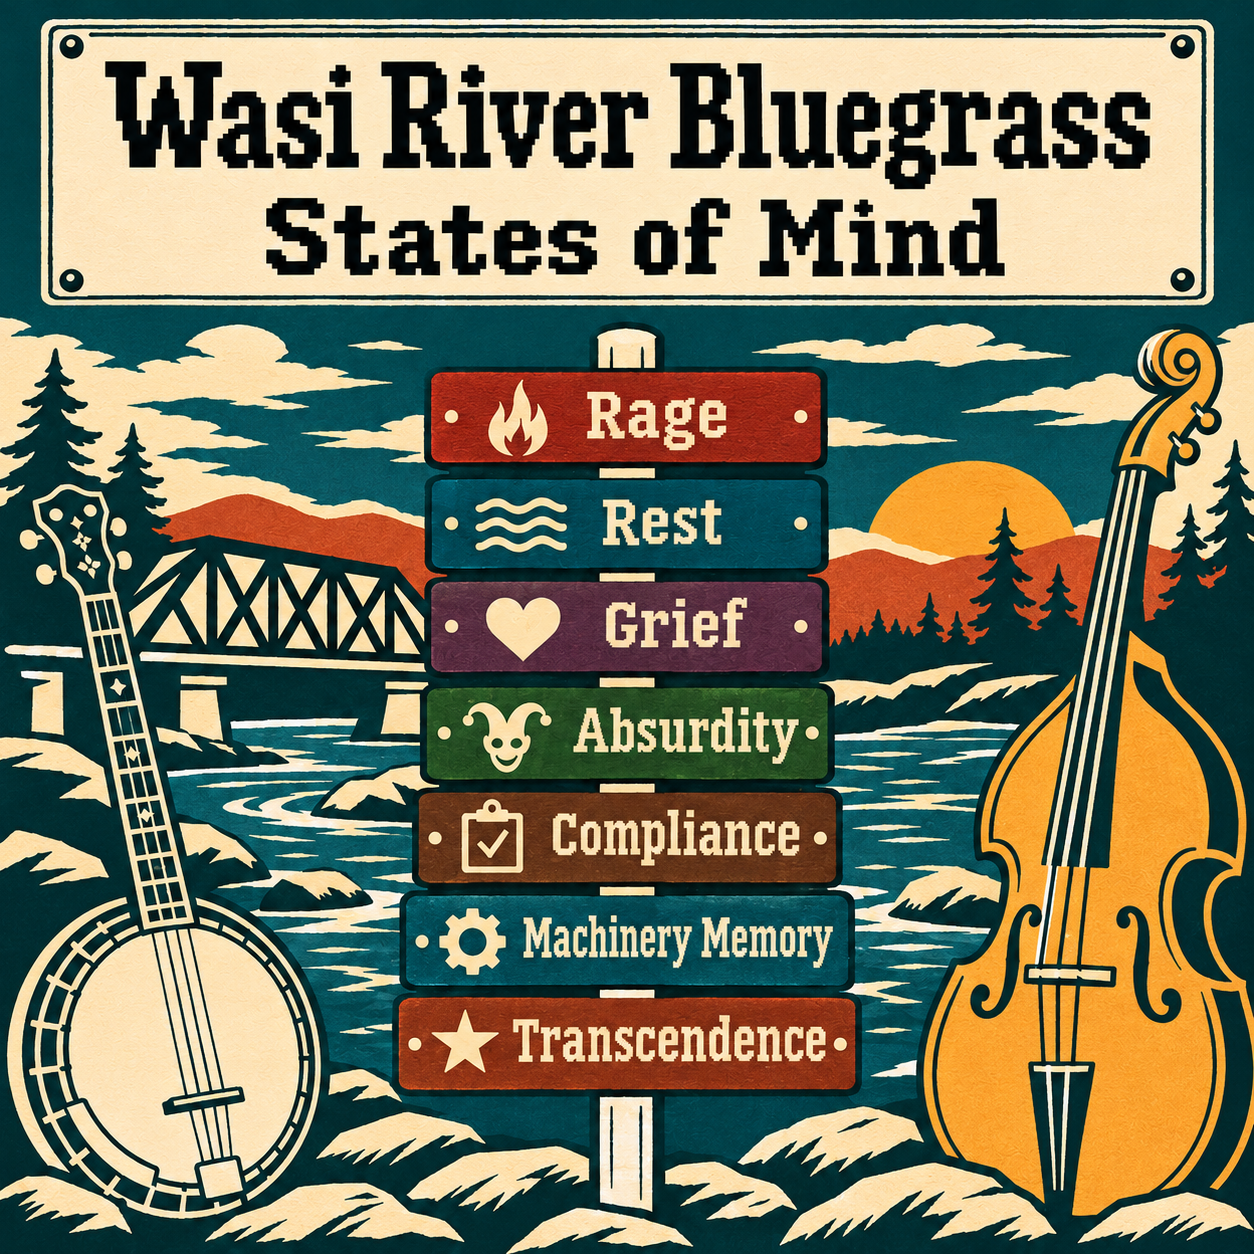 Wasi River Bluegrass
States of Mind
Rage
Rest
Grief
Absurdity
Compliance
Machinery Memory
Transcendence